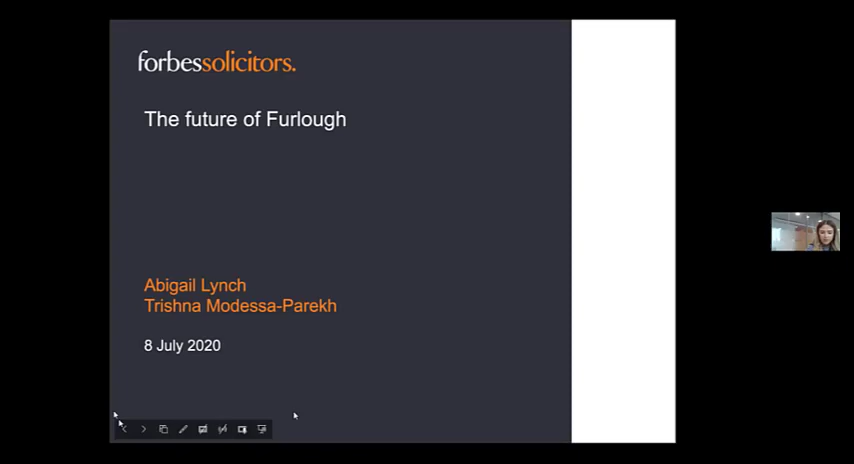 forbessolicitors.
The future of Furlough
Abigail Lynch
Trishna Modessa-Parekh
8 July 2020